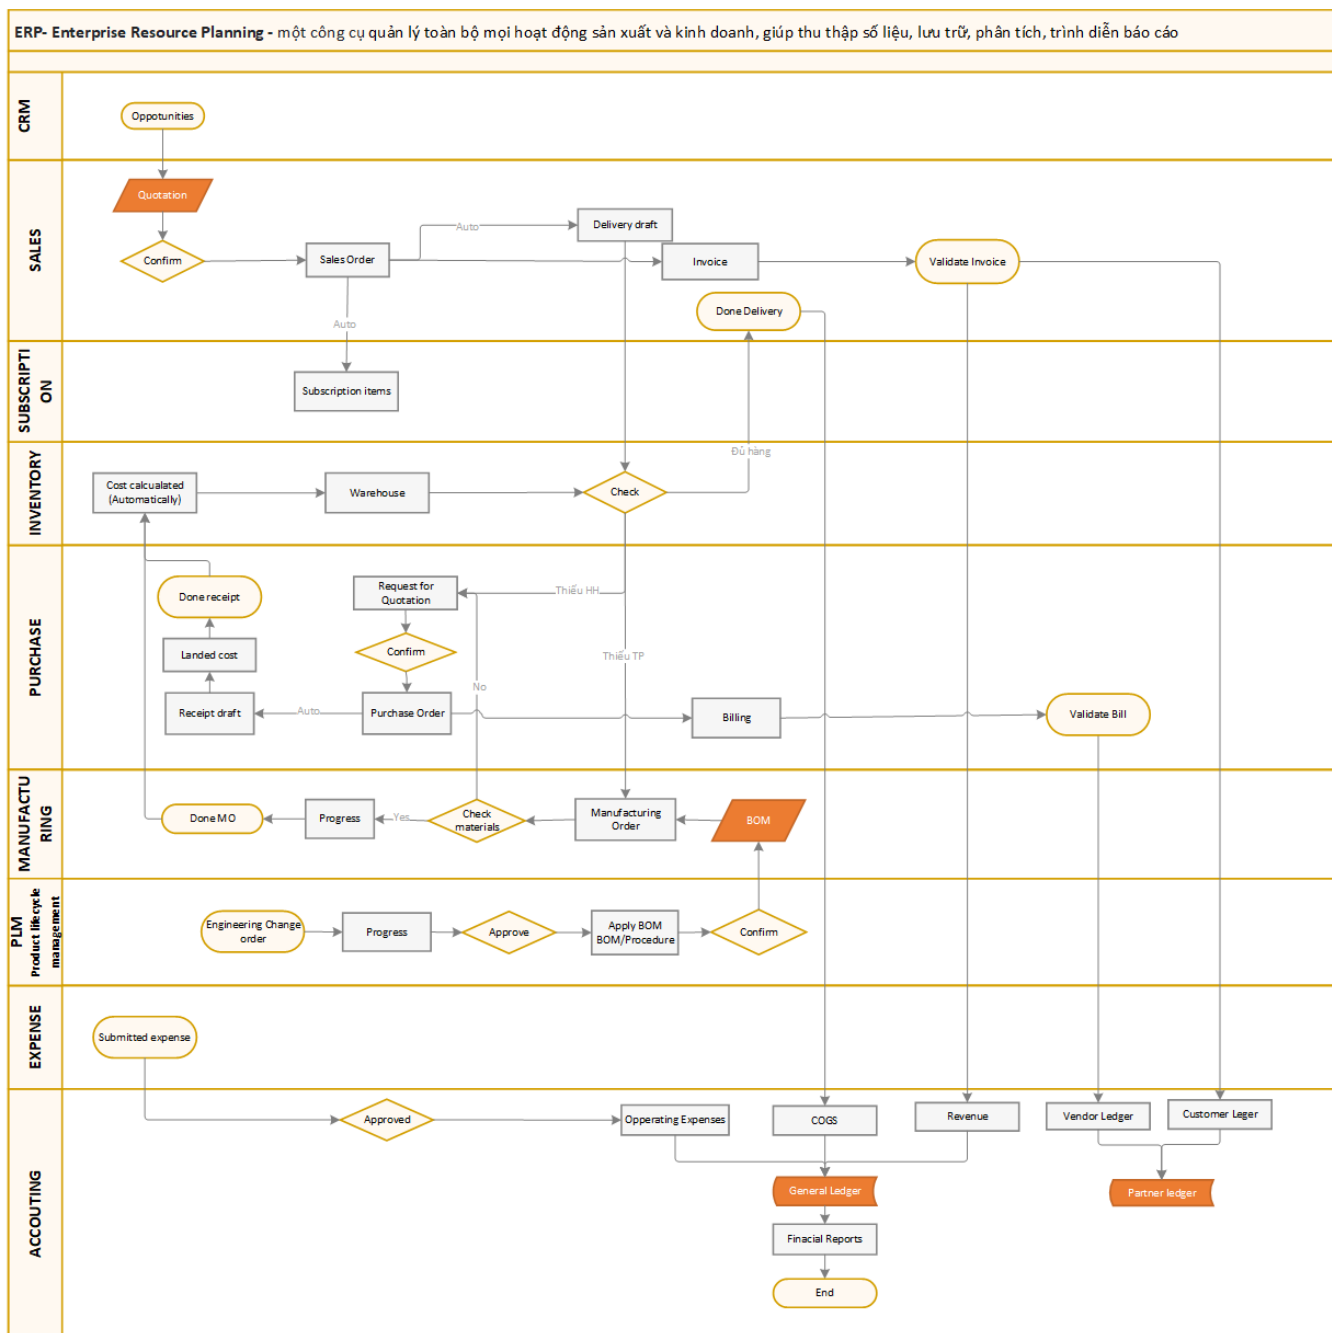 ERP- Enterprise Resource Planning - một công cụ quản lý toàn bộ mọi hoạt động sản xuất và kinh doanh, giúp thu thập số liệu, lưu trữ, phân tích, trình diễn báo cáo
CRM
Oppotunities
SALES
Quotation
Confirm
Sales Order
Auto
Delivery draft
Invoice
Validate Invoice
Done Delivery
Auto
SUBSCRIPTI
ON
Subscription items
INVENTORY
Cost calcualated
(Automatically)
Warehouse
Check
Đủ hàng
PURCHASE
Done receipt
Landed cost
Receipt draft
Auto
Request for
Quotation
Confirm
Purchase Order
No
Thiếu HH
Thiếu TP
Billing
Validate Bill
MANUFACTU
RING
Done MO
Progress
Yes
Check
materials
Manufacturing
Order
BOM
PLM
Product lifecycle
management
Engineering Change
order
Progress
Approve
Apply BOM
BOM/Procedure
Confirm
EXPENSE
Submitted expense
ACCOUTING
Approved
Opperating Expenses
COGS
Revenue
Vendor Ledger
Customer Leger
General Ledger
Partner ledger
Finacial Reports
End